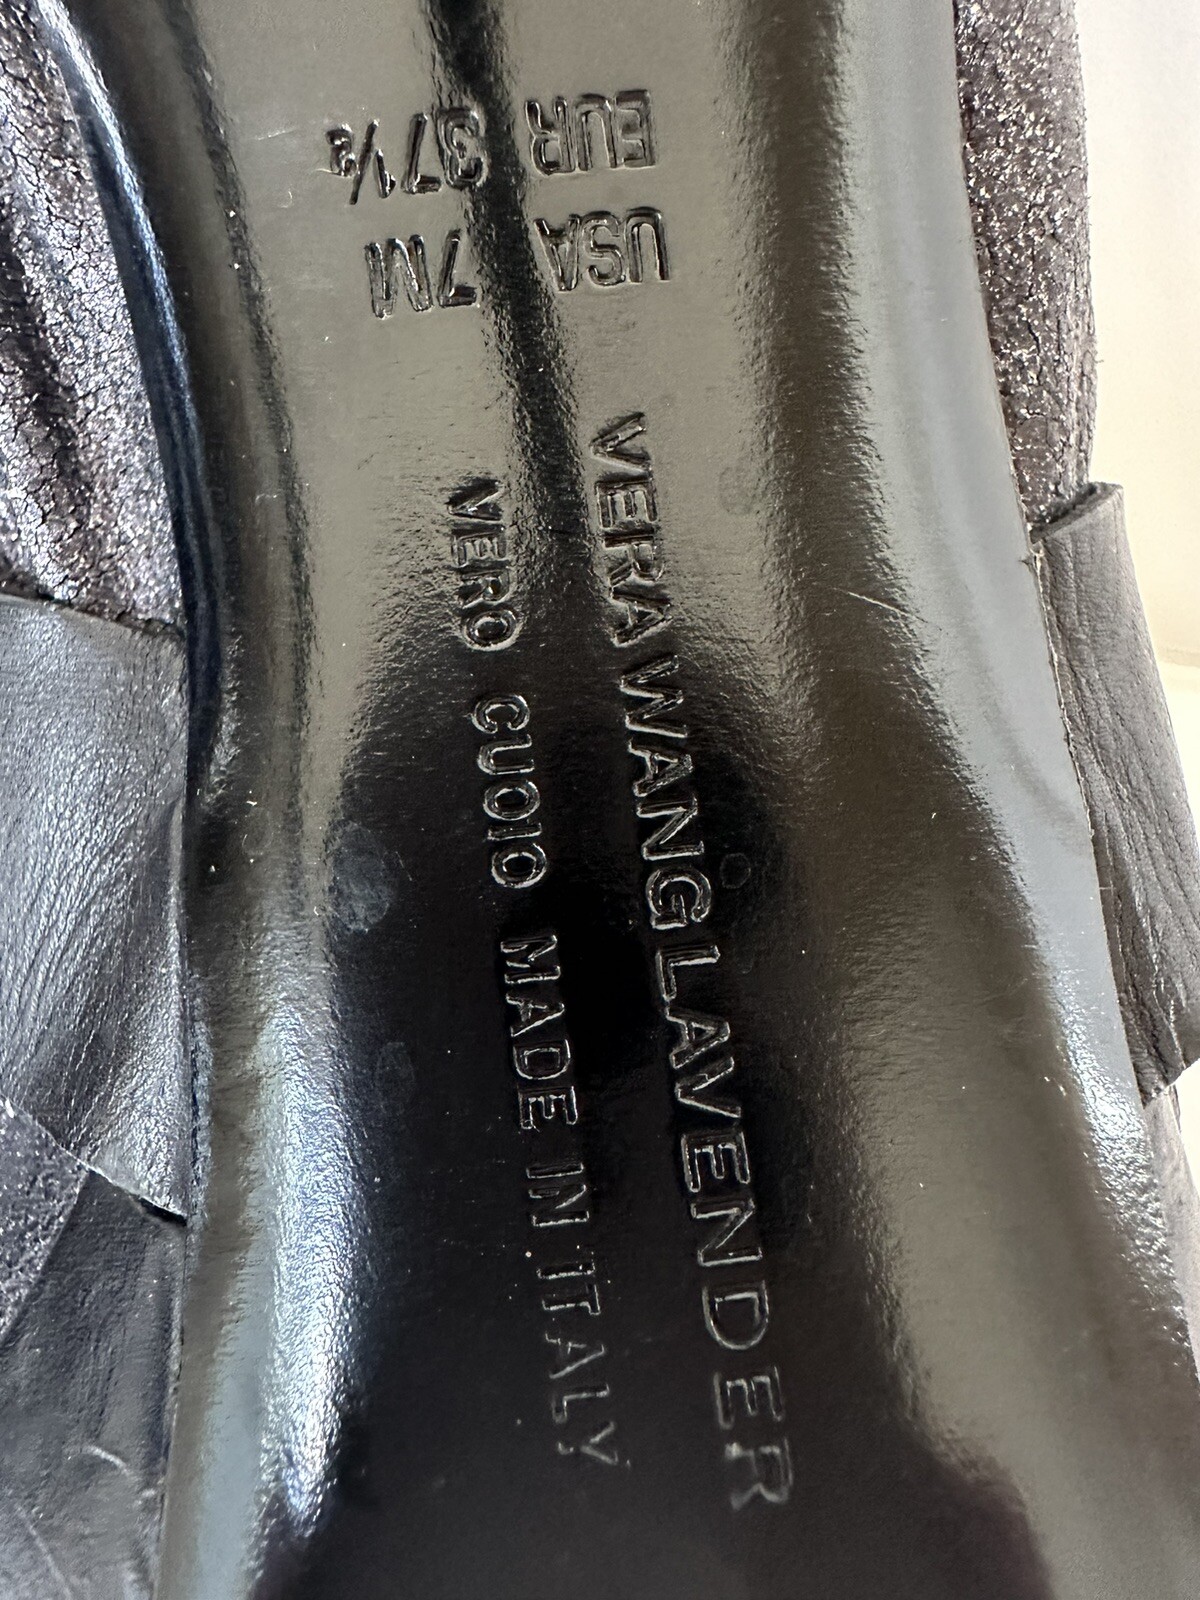 VERA WANG LAVENDER
VERO CUOIO MADE IN ITALY
USA 7M
EUR 37½